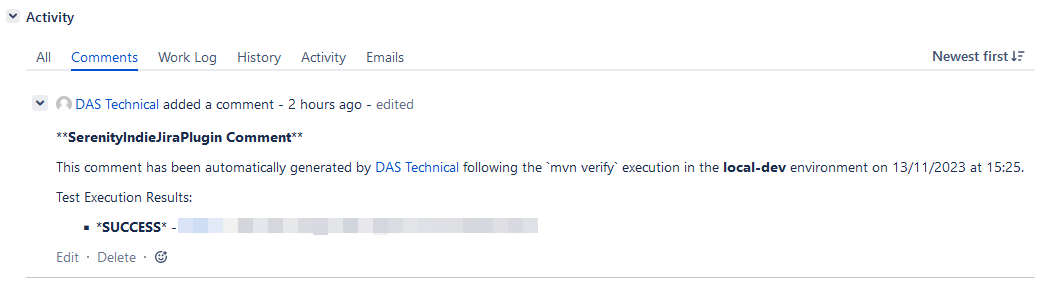 Activity
All Comments Work Log History Activity Emails Newest first
DAS Technical added a comment - 2 hours ago - edited
**SerenityIndieJiraPlugin Comment**
This comment has been automatically generated by DAS Technical following the `mvn verify` execution in the local-dev environment on 13/11/2023 at 15:25.
Test Execution Results:
*SUCCESS* -
Edit · Delete ·